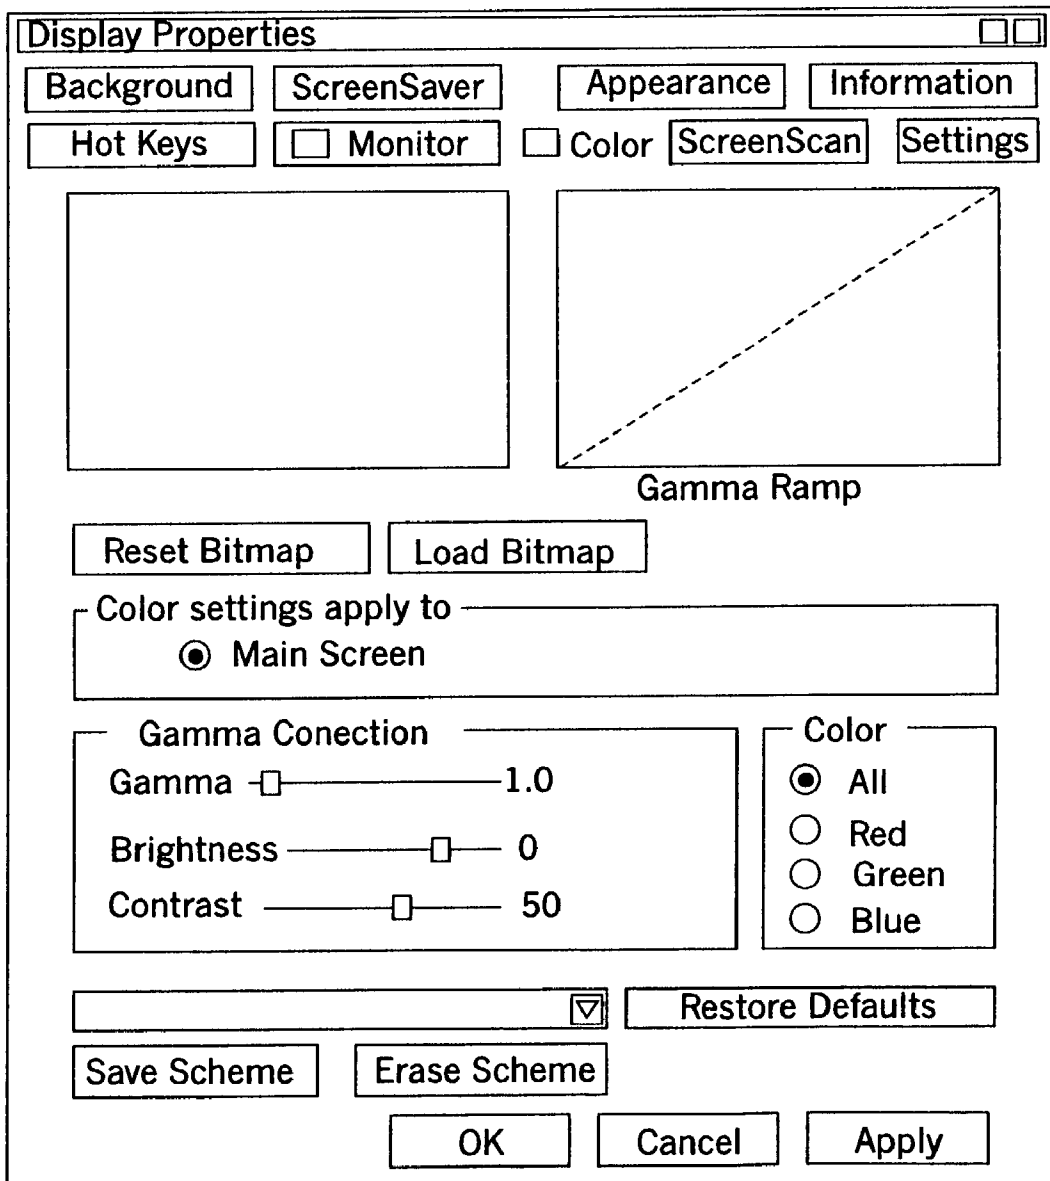 Display Properties
Background ScreenSaver Appearance Information
Hot Keys Monitor Color ScreenScan Settings
Gamma Ramp
Reset Bitmap Load Bitmap
Color settings apply to
Main Screen
Gamma Conection Color
Gamma 1.0 All
Brightness 0 Red
Green
Contrast 50 Blue
Restore Defaults
Save Scheme Erase Scheme
OK Cancel Apply